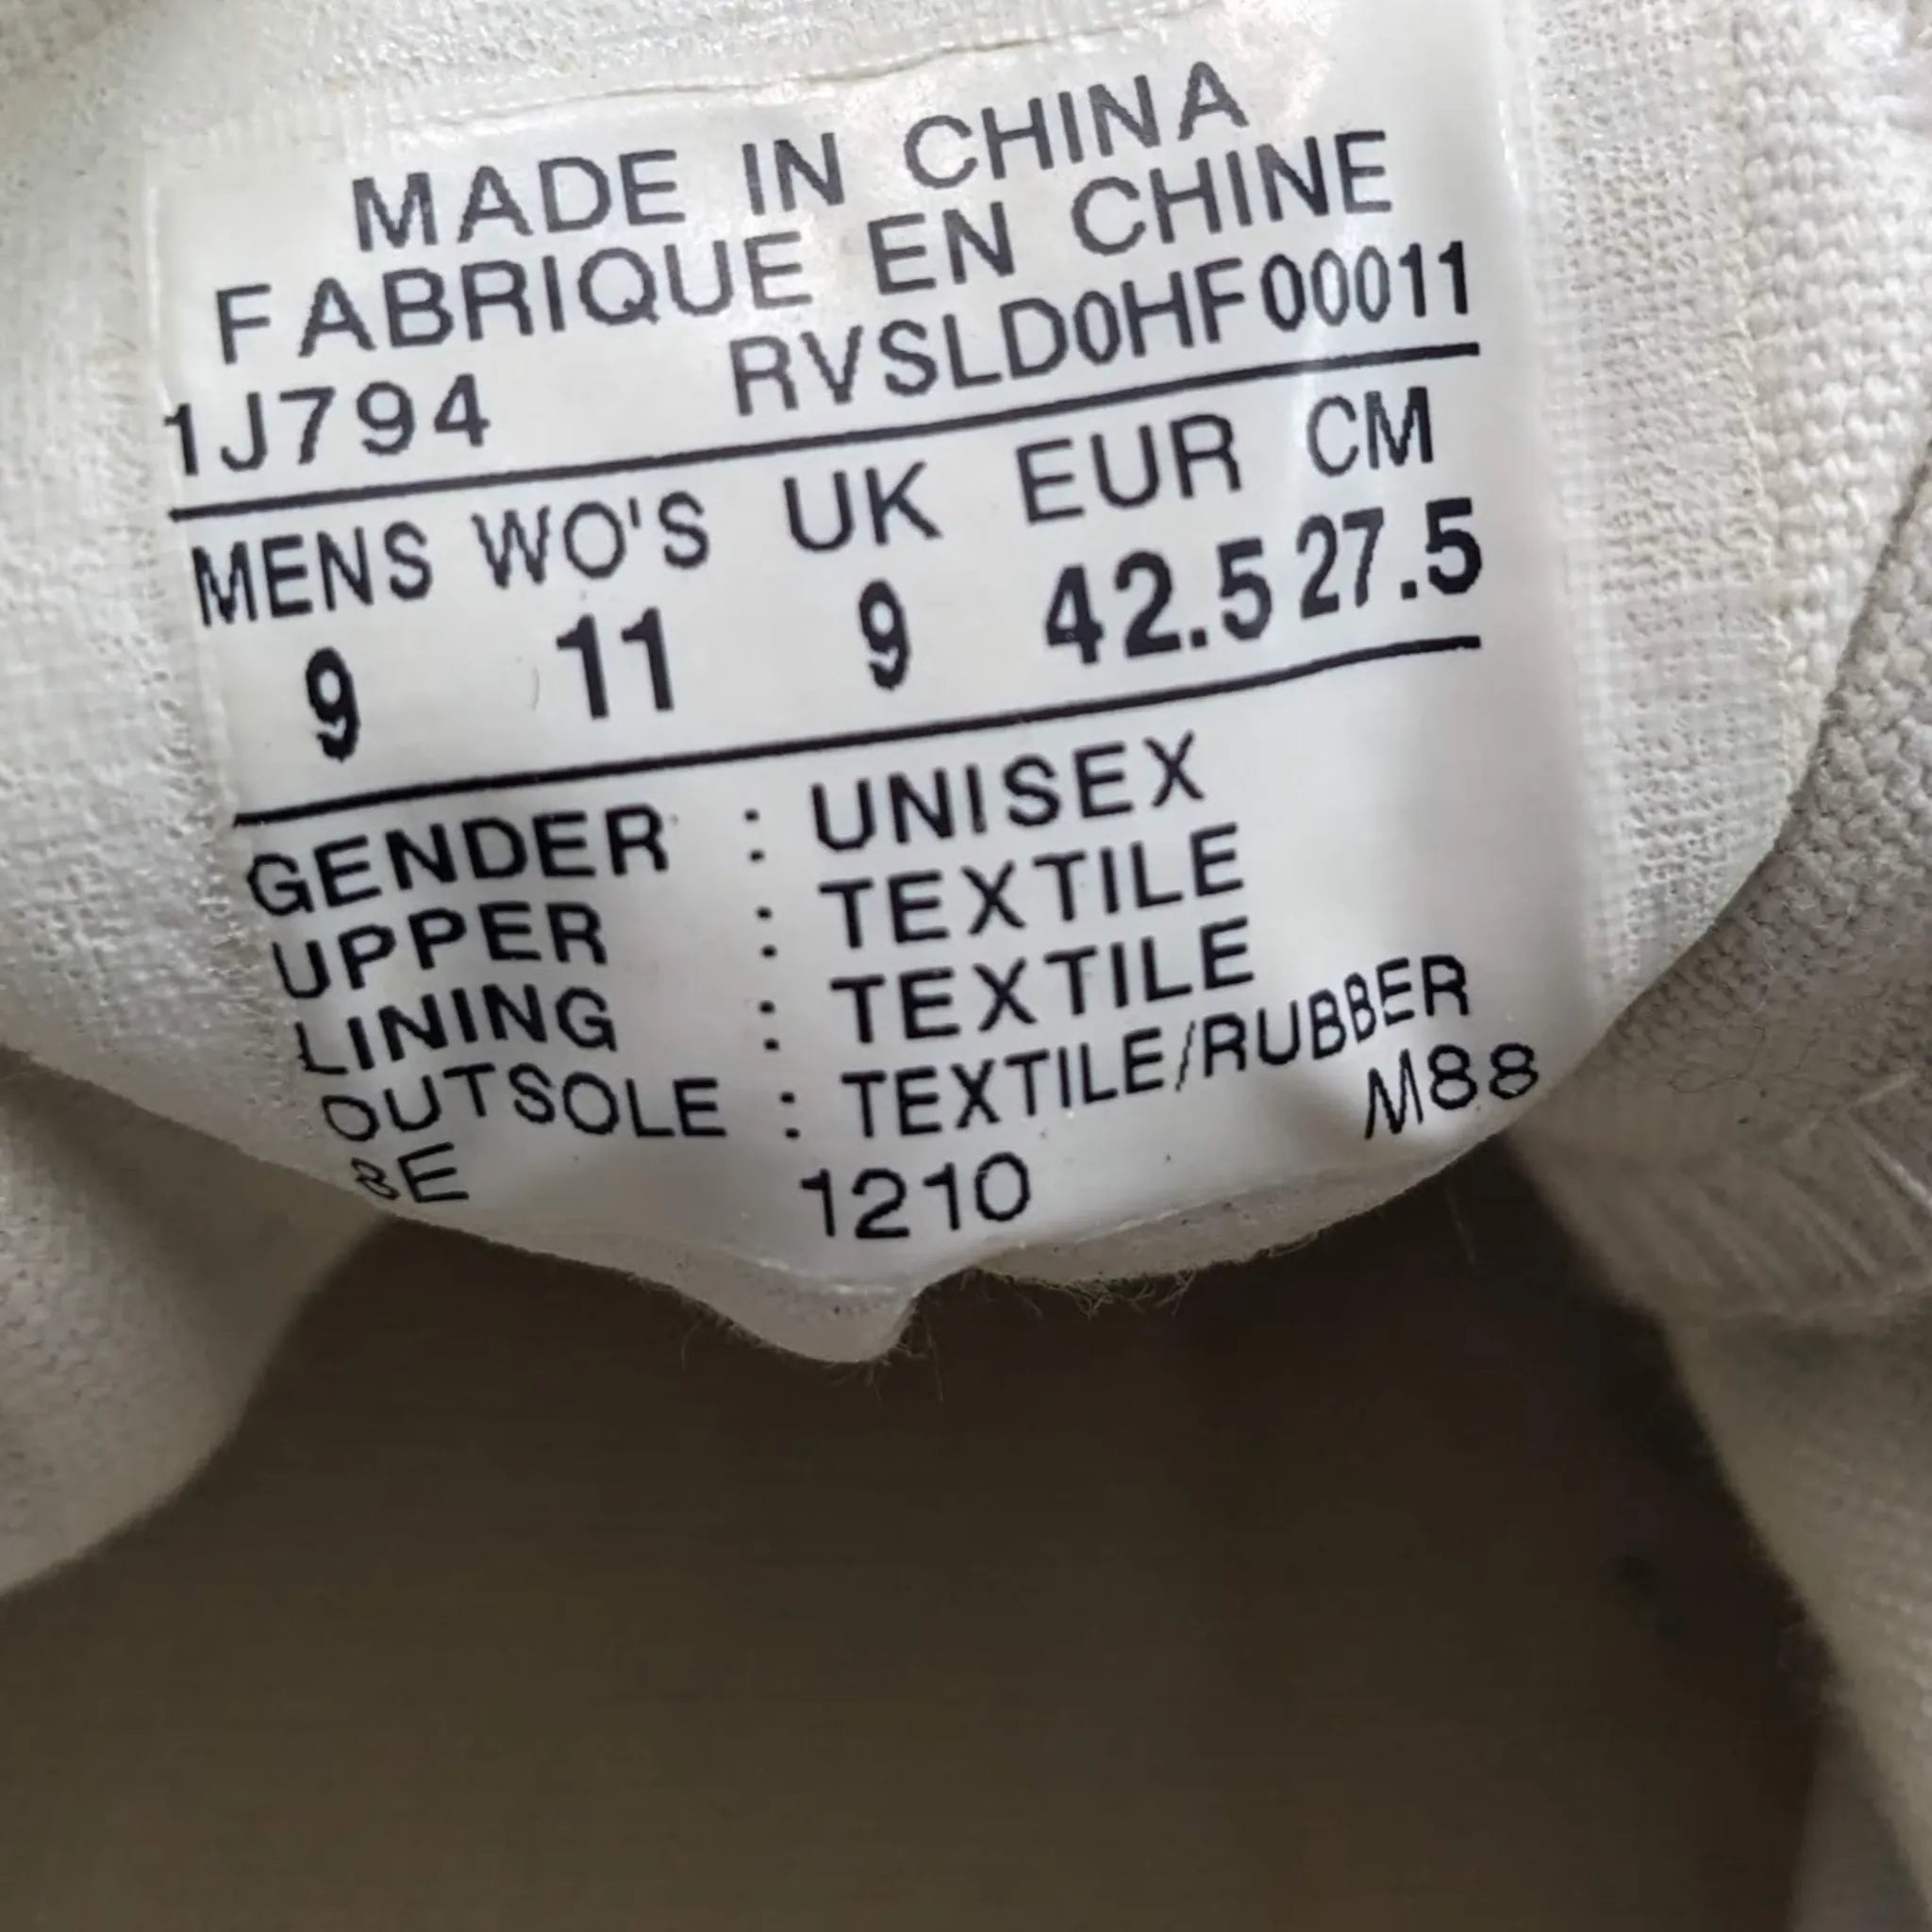 MADE IN CHINA
FABRIQUE EN CHINE
1J794 RVSLD0HF00011
MENS WO'S UK EUR CM
9 11 9 42.5 27.5
GENDER : UNISEX
UPPER : TEXTILE
LINING : TEXTILE
OUTSOLE : TEXTILE/RUBBER
1210 M88